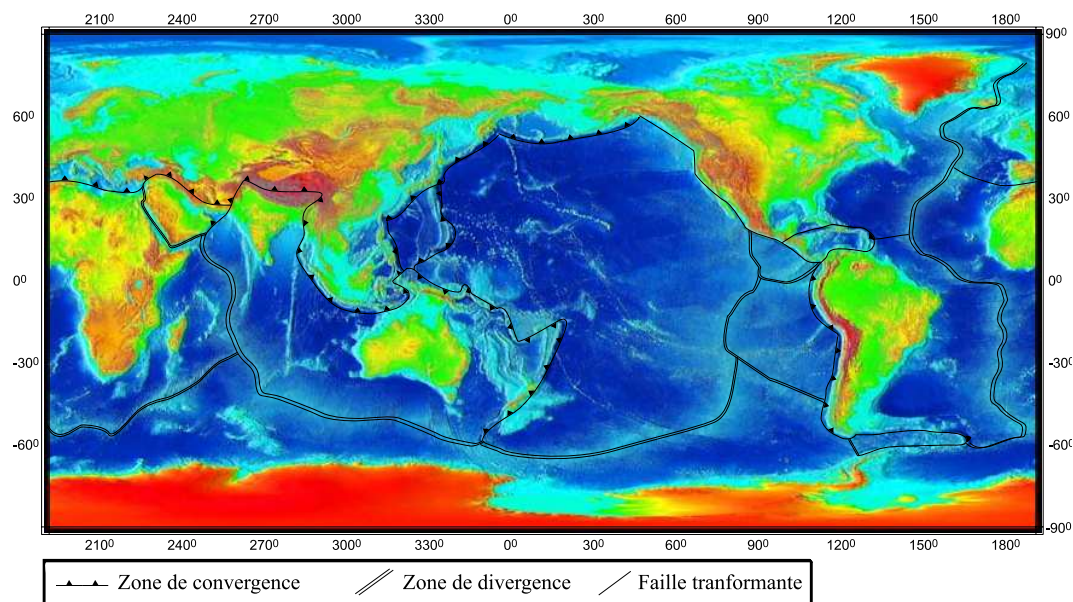 210⁰ 240⁰ 270⁰ 300⁰ 330⁰ 0⁰ 30⁰ 60⁰ 90⁰ 120⁰ 150⁰ 180⁰
90⁰
60⁰ 60⁰
30⁰ 30⁰
0⁰ 0⁰
-30⁰ -30⁰
-60⁰ -60⁰
-90⁰
210⁰ 240⁰ 270⁰ 300⁰ 330⁰ 0⁰ 30⁰ 60⁰ 90⁰ 120⁰ 150⁰ 180⁰
Zone de convergence Zone de divergence Faille tranformante